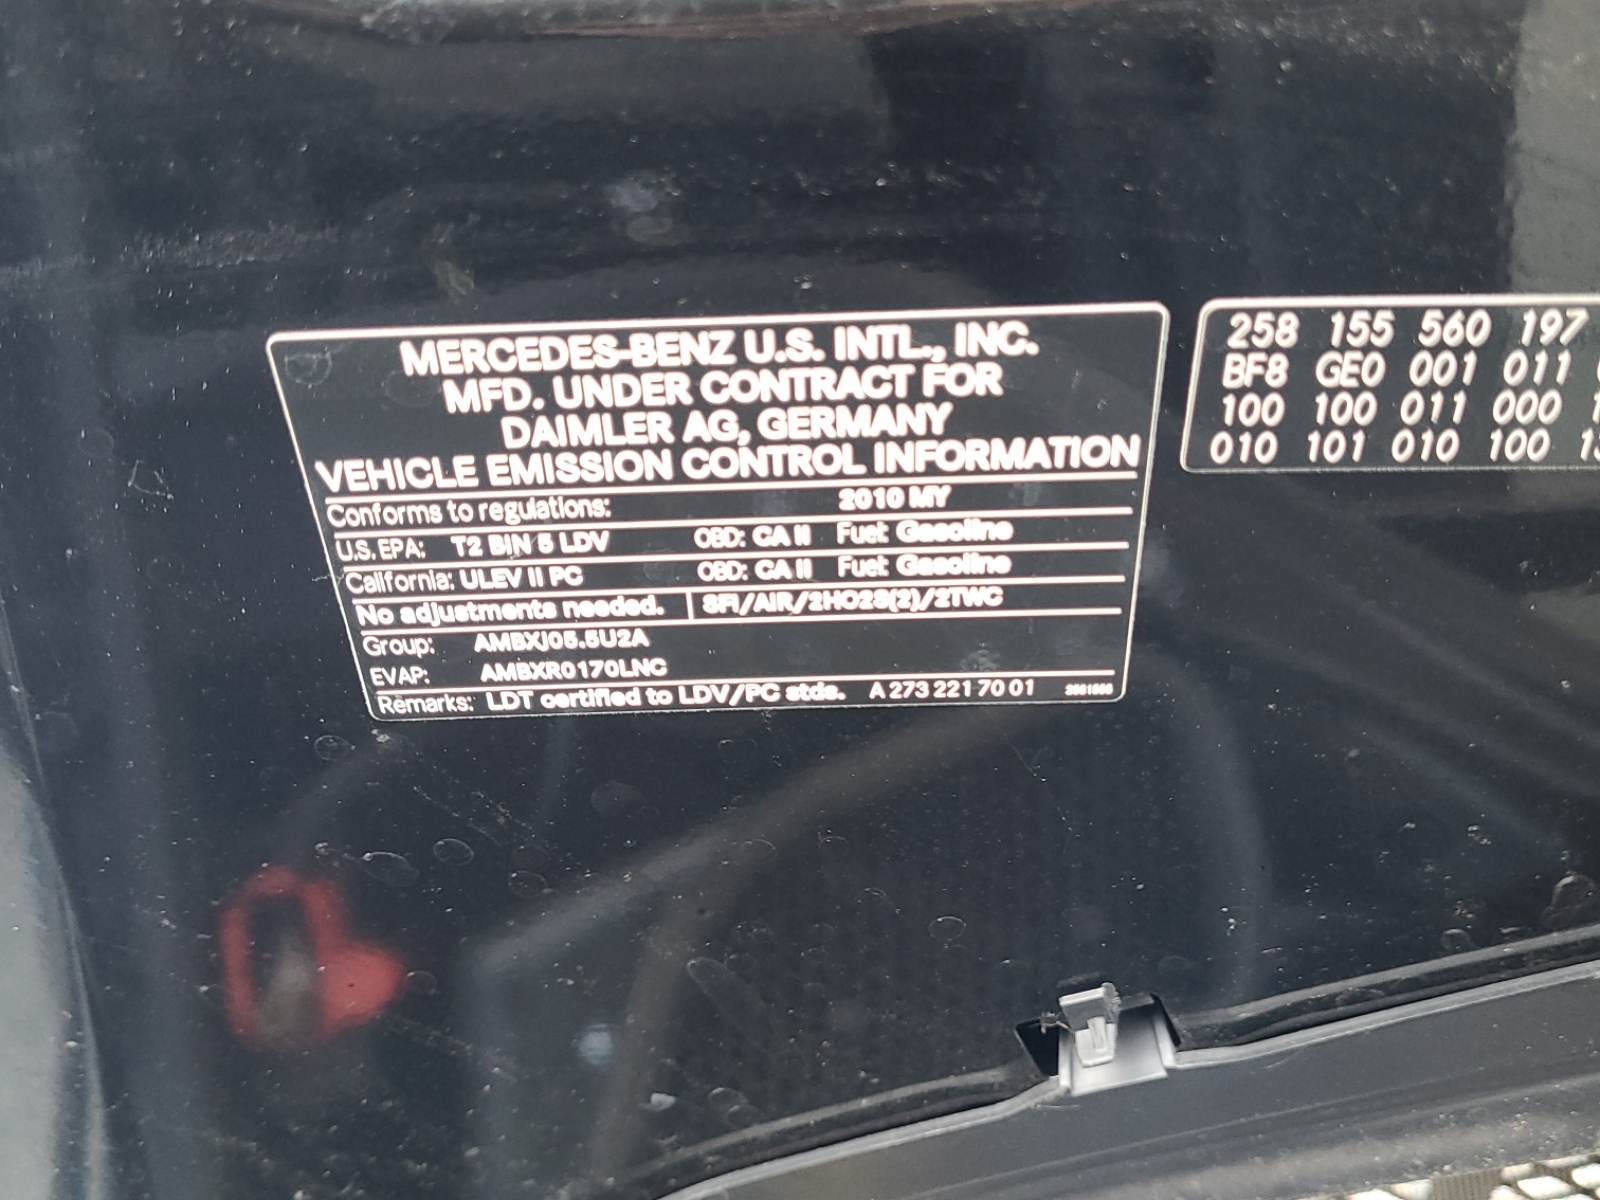 MERCEDES-BENZ U.S. INTL., INC.
MFD. UNDER CONTRACT FOR
DAIMLER AG, GERMANY
VEHICLE EMISSION CONTROL INFORMATION
Conforms to regulations: 2010 MY
U.S. EPA: T2 BIN 5 LDV OBD: CA II Fuel: Gasoline
California: ULEV II PC OBD: CA II Fuel: Gasoline
No adjustments needed. SFI/AIR/2HO2S(2)/2TWC
Group: AMBXJ05.5U2A
EVAP: AMBXR0170LNC
Remarks: LDT certified to LDV/PC stds. A 273 221 70 01
258 155 560 197
BF8 GE0 001 011
100 100 011 000
010 101 010 100